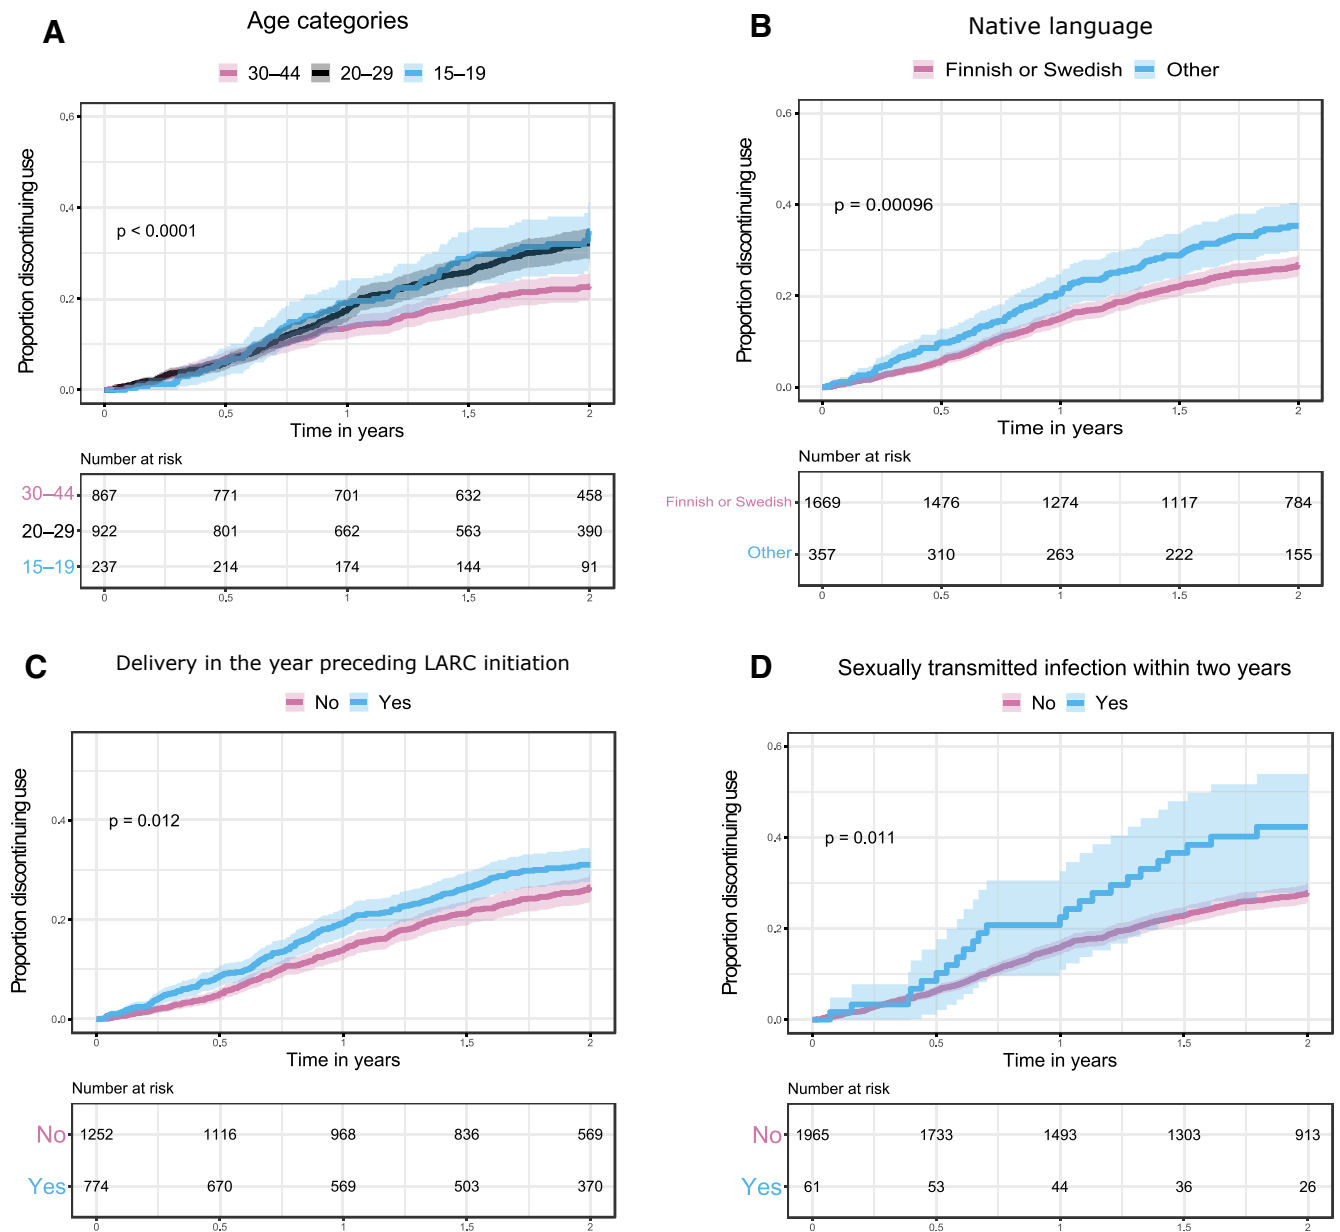 A
Age categories
30–44 20–29 15–19
Proportion discontinuing use
0.6
0.4
0.2
0.0
p < 0.0001
0 0.5 1 1.5 2
Time in years
Number at risk
30–44 867 771 701 632 458
20–29 922 801 662 563 390
15–19 237 214 174 144 91
0 0.5 1 1.5 2
B
Native language
Finnish or Swedish Other
Proportion discontinuing use
0.6
0.4
0.2
0.0
p = 0.00096
0 0.5 1 1.5 2
Time in years
Number at risk
Finnish or Swedish 1669 1476 1274 1117 784
Other 357 310 263 222 155
0 0.5 1 1.5 2
C
Delivery in the year preceding LARC initiation
No Yes
Proportion discontinuing use
0.4
0.2
0.0
p = 0.012
0 0.5 1 1.5 2
Time in years
Number at risk
No 1252 1116 968 836 569
Yes 774 670 569 503 370
0 0.5 1 1.5 2
D
Sexually transmitted infection within two years
No Yes
Proportion discontinuing use
0.6
0.4
0.2
0.0
p = 0.011
0 0.5 1 1.5 2
Time in years
Number at risk
No 1965 1733 1493 1303 913
Yes 61 53 44 36 26
0 0.5 1 1.5 2